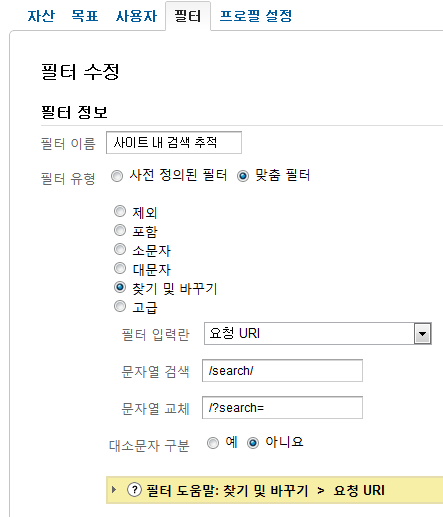 자산 목표 사용자 필터 프로필 설정
필터 수정
필터 정보
필터 이름 사이트 내 검색 추적
필터 유형 사전 정의된 필터 맞춤 필터
제외
포함
소문자
대문자
찾기 및 바꾸기
고급
필터 입력란 요청 URI
문자열 검색 /search/
문자열 교체 /?search=
대소문자 구분 예 아니요
? 필터 도움말: 찾기 및 바꾸기 > 요청 URI